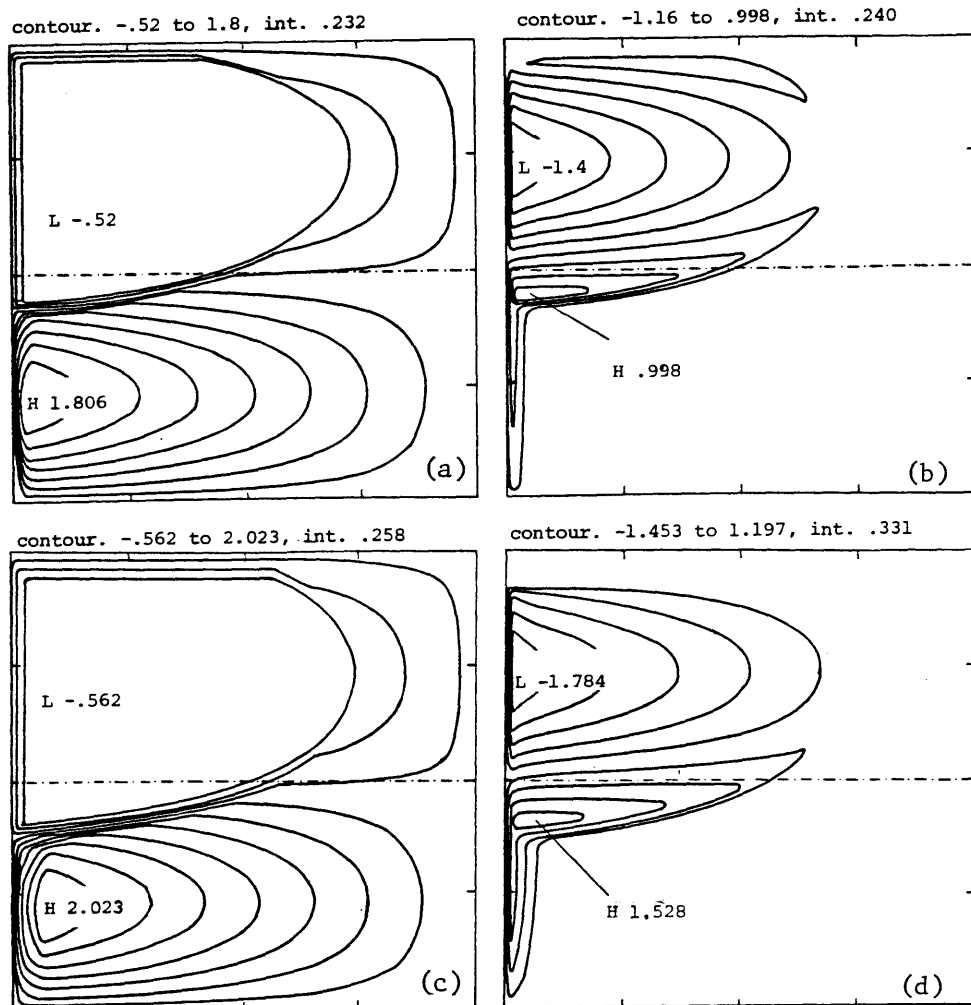 contour. -.52 to 1.8, int. .232
contour. -1.16 to .998, int. .240
L -.52
L -1.4
H .998
H 1.806
(a)
(b)
contour. -.562 to 2.023, int. .258
contour. -1.453 to 1.197, int. .331
L -.562
L -1.784
H 2.023
H 1.528
(c)
(d)